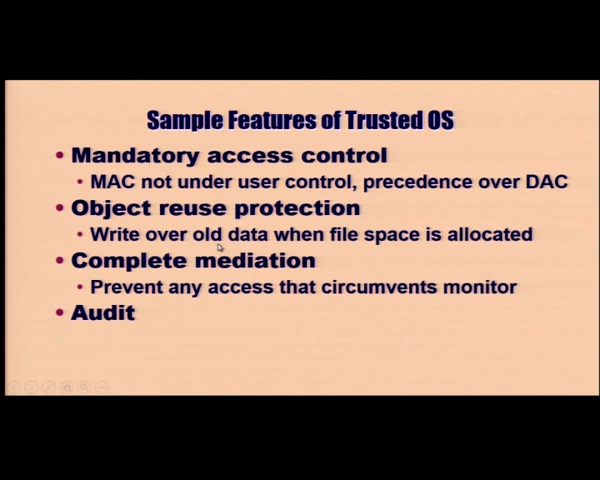 Sample Features of Trusted OS
• Mandatory access control
• MAC not under user control, precedence over DAC
• Object reuse protection
• Write over old data when file space is allocated
• Complete mediation
• Prevent any access that circumvents monitor
• Audit